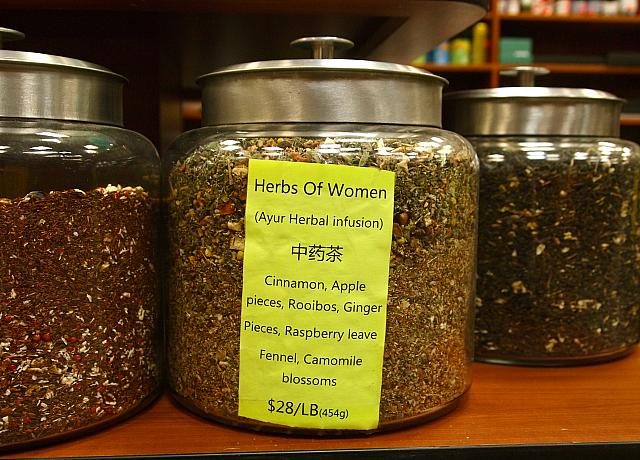 Herbs Of Women
(Ayur Herbal infusion)
中药茶
Cinnamon, Apple
pieces, Rooibos, Ginger
Pieces, Raspberry leave
Fennel, Camomile
blossoms
$28/LB(454g)